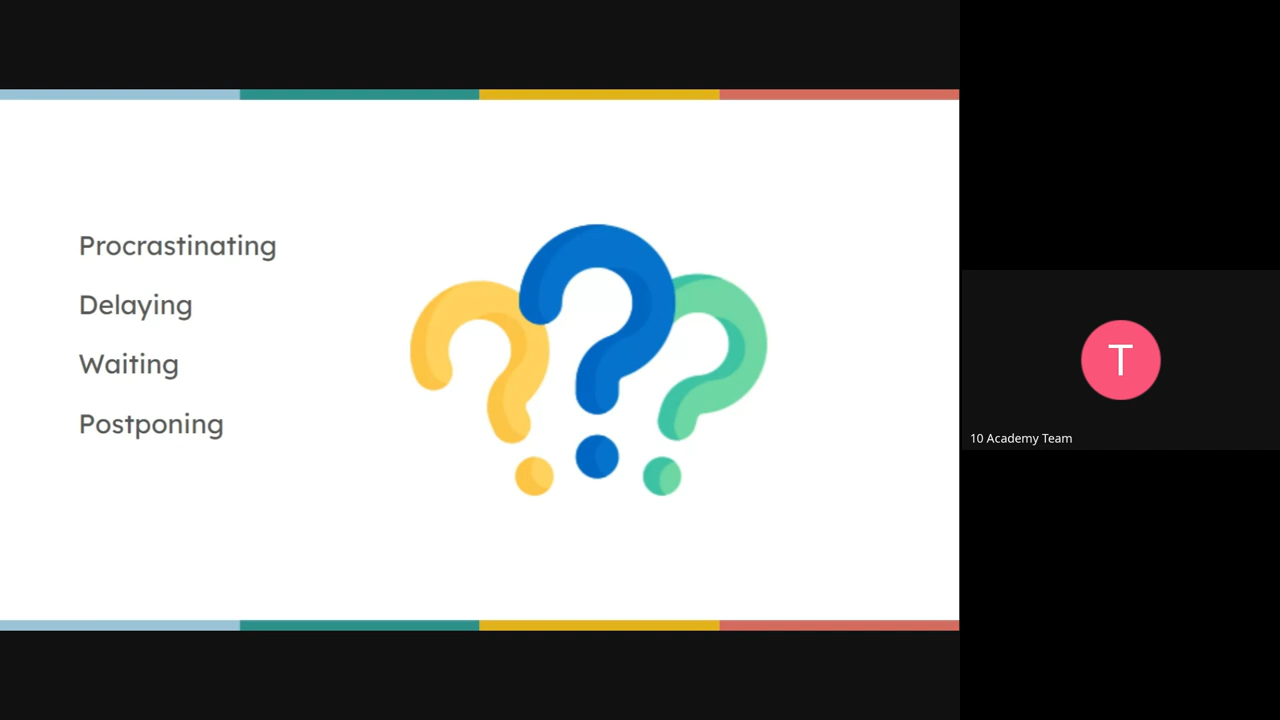 Procrastinating
Delaying
Waiting
Postponing
T
10 Academy Team